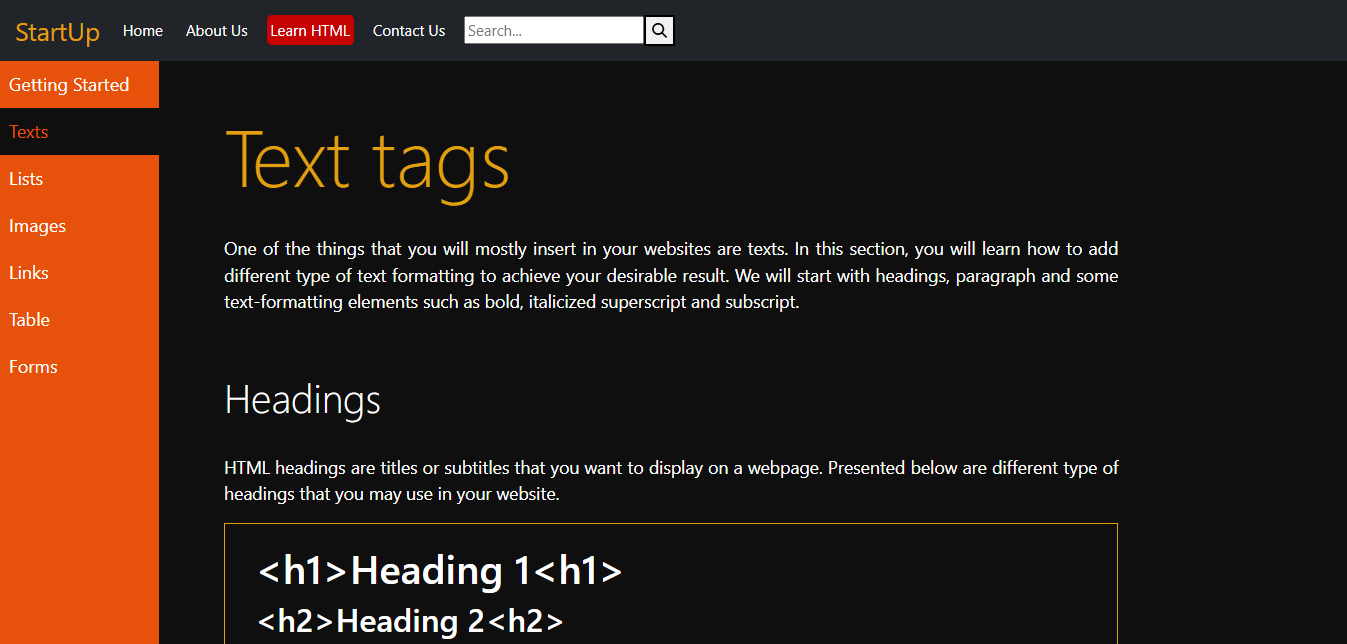 StartUp Home About Us Learn HTML Contact Us Search...
Getting Started
Texts
Lists
Images
Links
Table
Forms
Text tags
One of the things that you will mostly insert in your websites are texts. In this section, you will learn how to add
different type of text formatting to achieve your desirable result. We will start with headings, paragraph and some
text-formatting elements such as bold, italicized superscript and subscript.
Headings
HTML headings are titles or subtitles that you want to display on a webpage. Presented below are different type of
headings that you may use in your website.
<h1>Heading 1<h1>
<h2>Heading 2<h2>